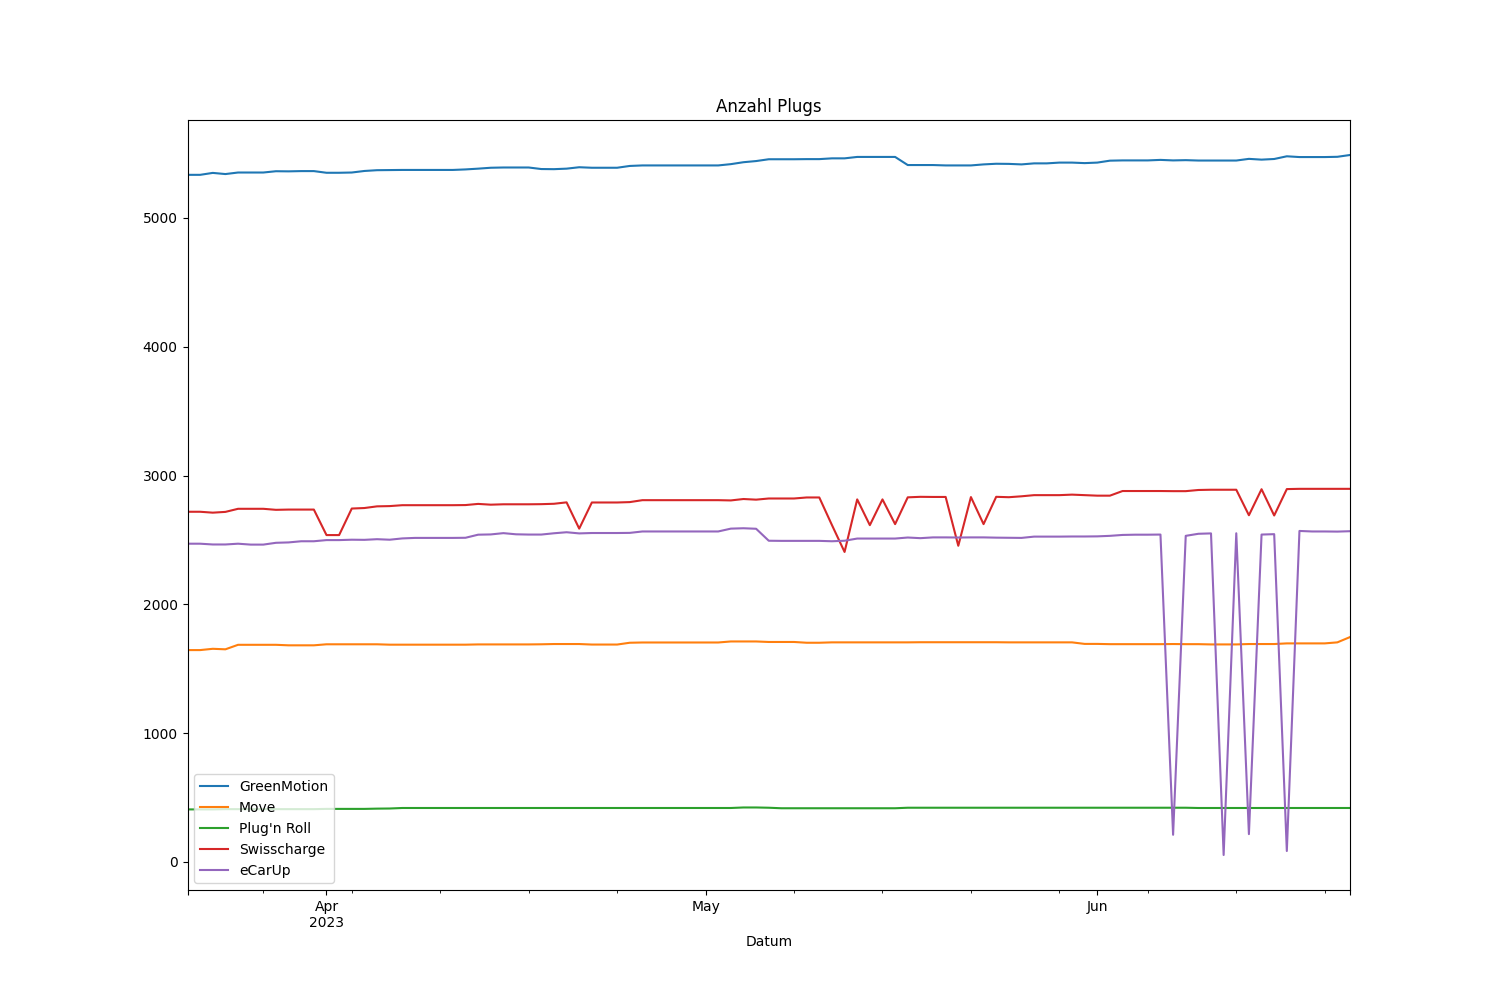 Anzahl Plugs
5000
4000
3000
2000
1000
0
GreenMotion
Move
Plug'n Roll
Swisscharge
eCarUp
Apr
2023
May
Jun
Datum